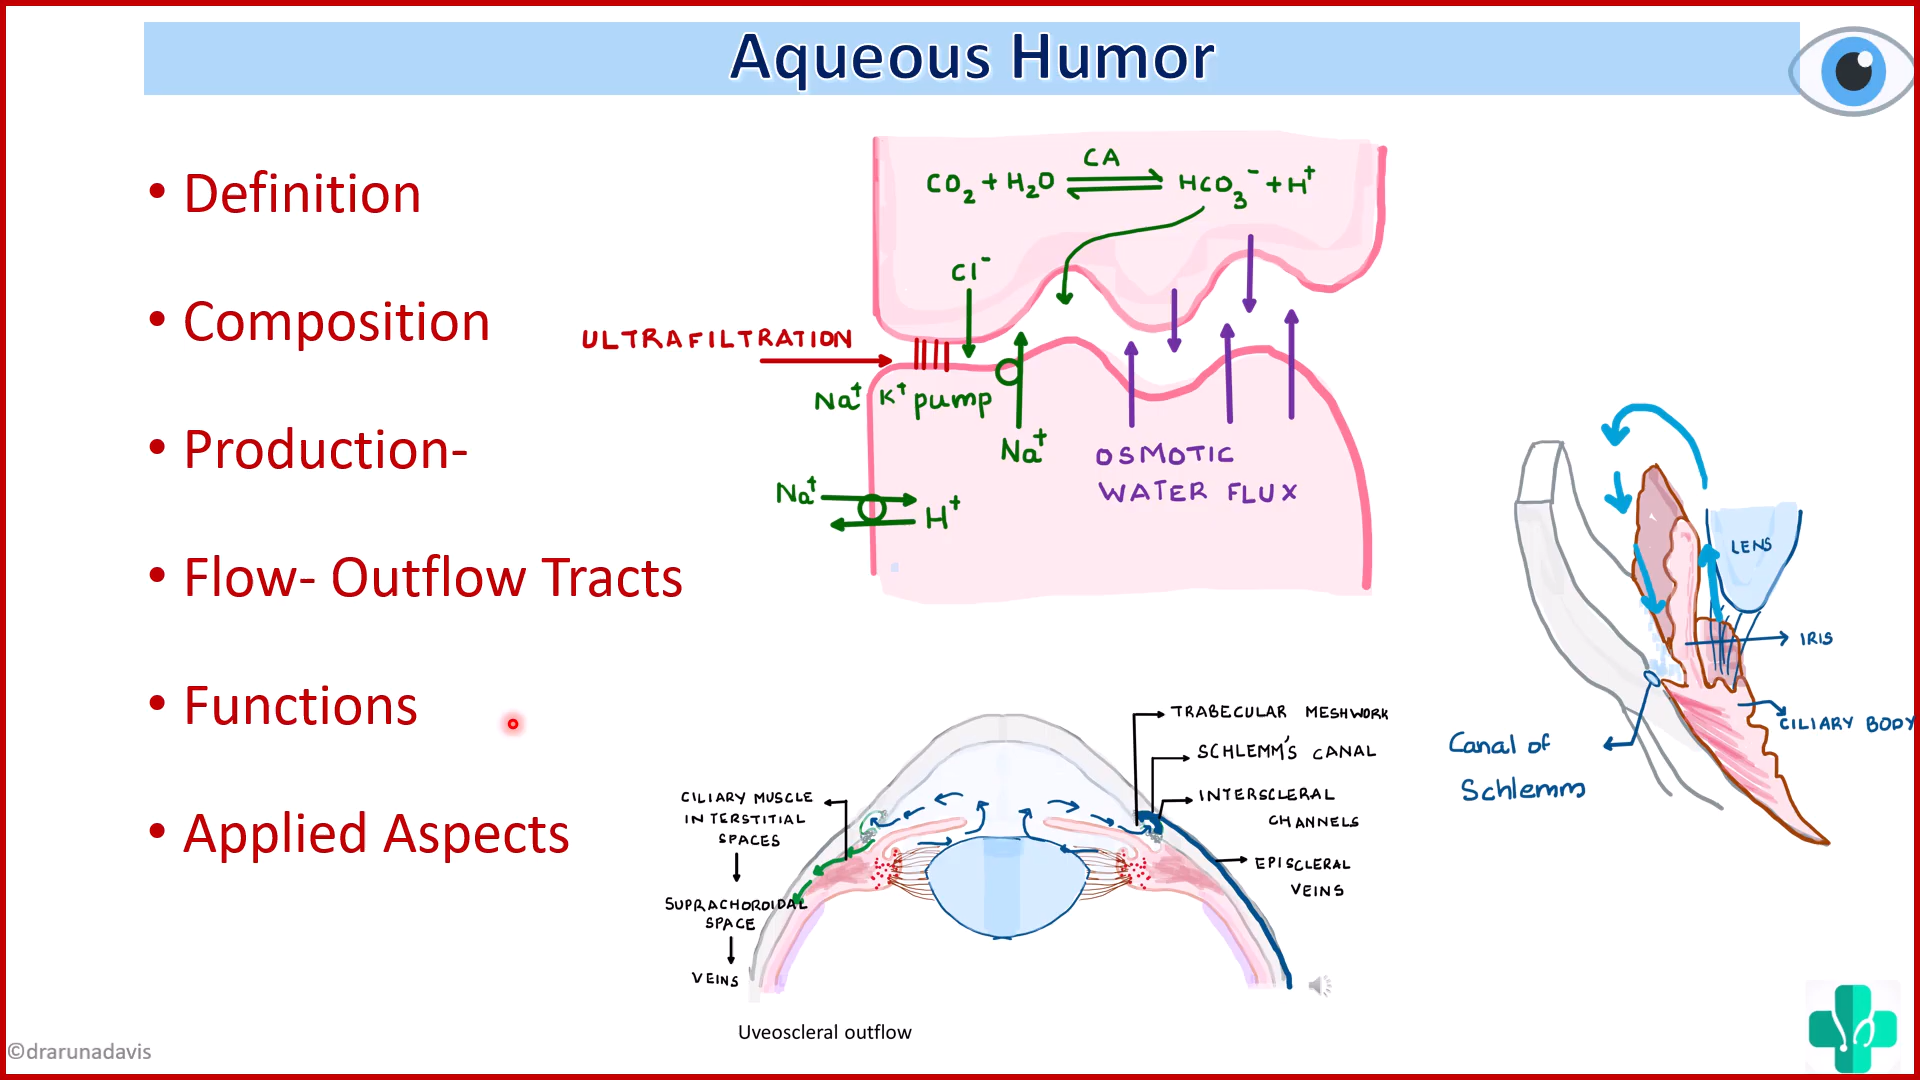 Aqueous Humor
• Definition
• Composition
• Production-
• Flow- Outflow Tracts
• Functions
• Applied Aspects
CA
CO₂ + H₂O ⇌ HCO₃⁻ + H⁺
Cl⁻
ULTRAFILTRATION
Na⁺ K⁺ pump
Na⁺
OSMOTIC
WATER FLUX
Na⁺
H⁺
LENS
IRIS
CILIARY BODY
Canal of
Schlemm
TRABECULAR MESHWORK
SCHLEMM'S CANAL
INTERSCLERAL
CHANNELS
EPISCLERAL
VEINS
CILIARY MUSCLE
INTERSTITIAL
SPACES
SUPRACHOROIDAL
SPACE
VEINS
Uveoscleral outflow
©drarunadavis